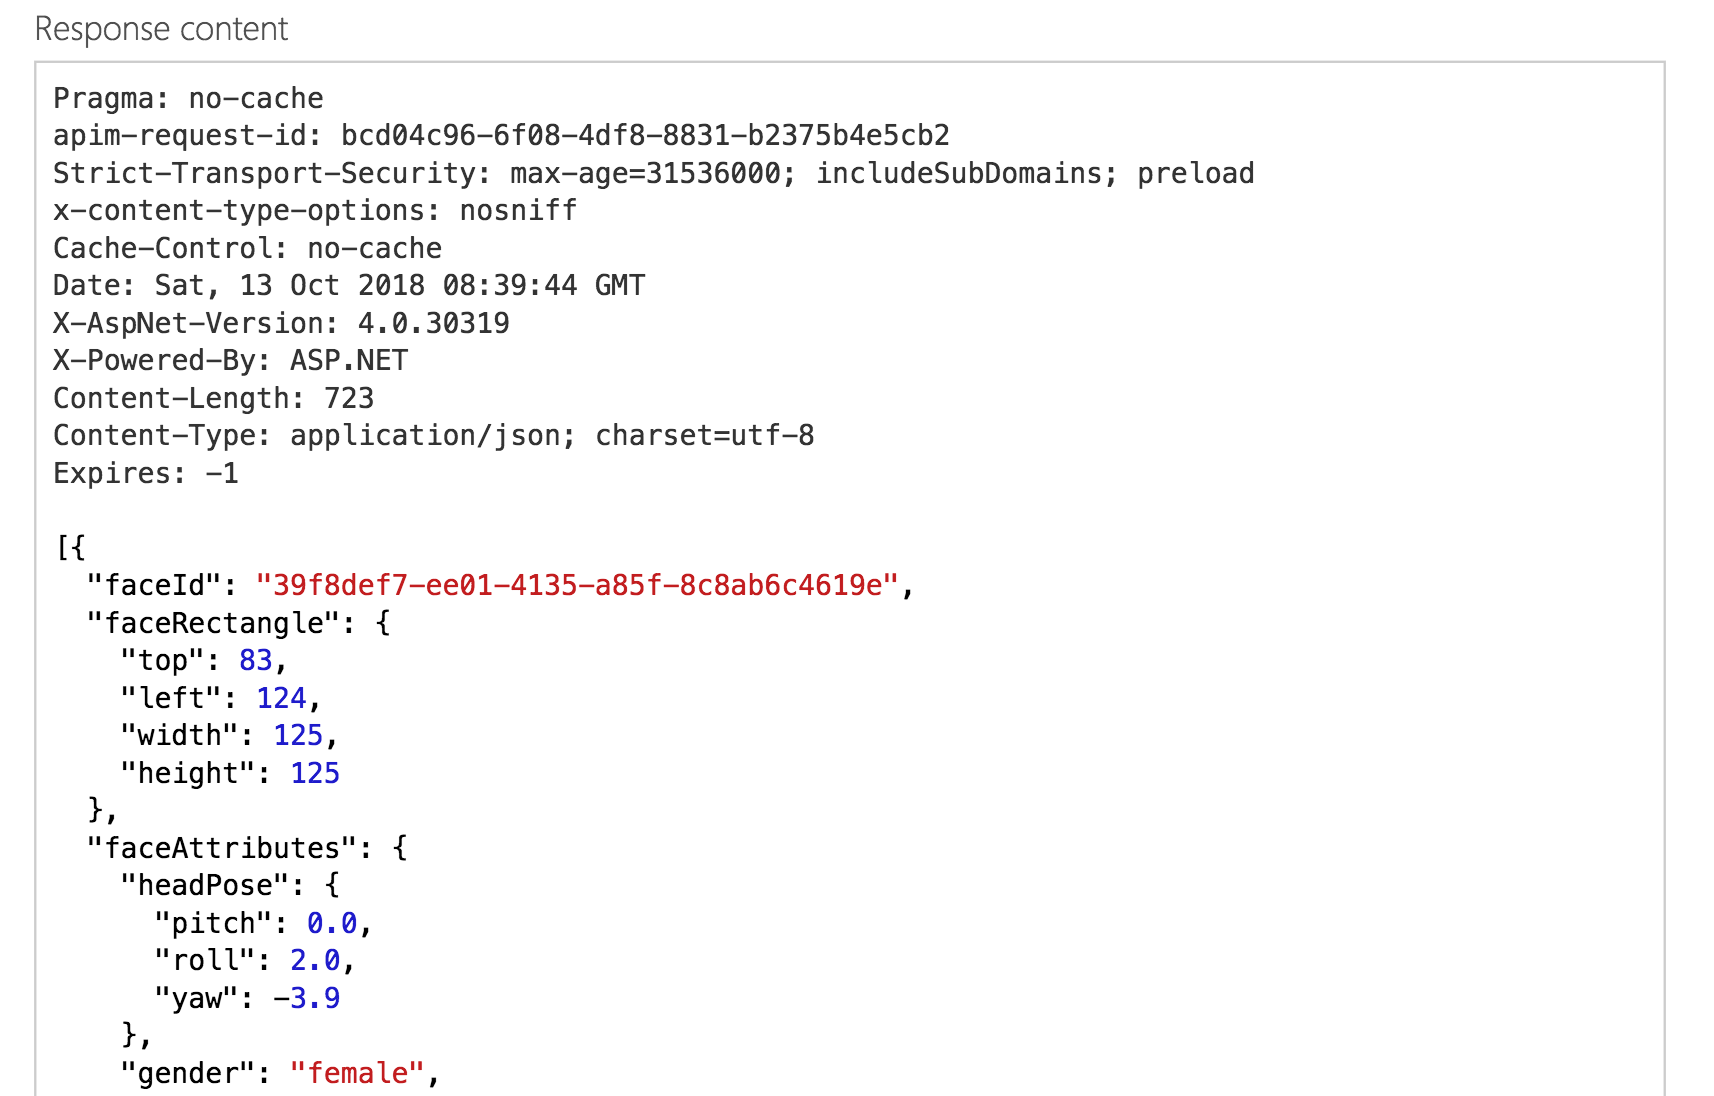 Response content
Pragma: no-cache
apim-request-id: bcd04c96-6f08-4df8-8831-b2375b4e5cb2
Strict-Transport-Security: max-age=31536000; includeSubDomains; preload
x-content-type-options: nosniff
Cache-Control: no-cache
Date: Sat, 13 Oct 2018 08:39:44 GMT
X-AspNet-Version: 4.0.30319
X-Powered-By: ASP.NET
Content-Length: 723
Content-Type: application/json; charset=utf-8
Expires: -1

[{
  "faceId": "39f8def7-ee01-4135-a85f-8c8ab6c4619e",
  "faceRectangle": {
    "top": 83,
    "left": 124,
    "width": 125,
    "height": 125
  },
  "faceAttributes": {
    "headPose": {
      "pitch": 0.0,
      "roll": 2.0,
      "yaw": -3.9
    },
    "gender": "female",